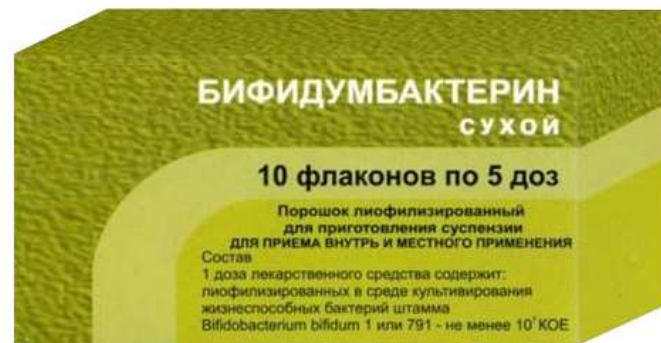 БИФИДУМБАКТЕРИН
СУХОЙ
10 флаконов по 5 доз
Порошок лиофилизированный
для приготовления суспензии
ДЛЯ ПРИЕМА ВНУТРЬ И МЕСТНОГО ПРИМЕНЕНИЯ
Состав
1 доза лекарственного средства содержит:
лиофилизированных в среде культивирования
жизнеспособных бактерий штамма
Bifidobacterium bifidum 1 или 791 - не менее 10⁷ КОЕ